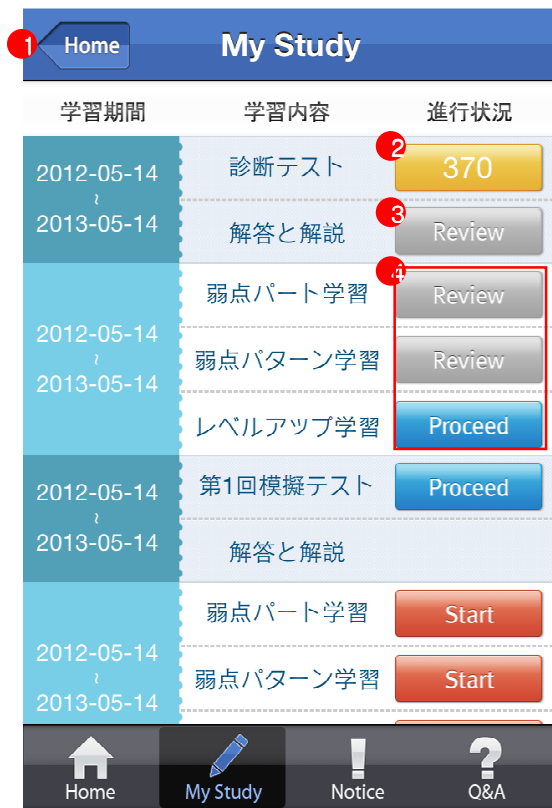 1
Home
My Study
学習期間 学習内容 進行状況
2012-05-14
~
2013-05-14
診断テスト
2
370
解答と解説
3
Review
2012-05-14
~
2013-05-14
弱点パート学習
4
Review
弱点パターン学習
Review
レベルアップ学習
Proceed
2012-05-14
~
2013-05-14
第1回模擬テスト
Proceed
解答と解説
2012-05-14
~
2013-05-14
弱点パート学習
Start
弱点パターン学習
Start
Home
My Study
Notice
Q&A